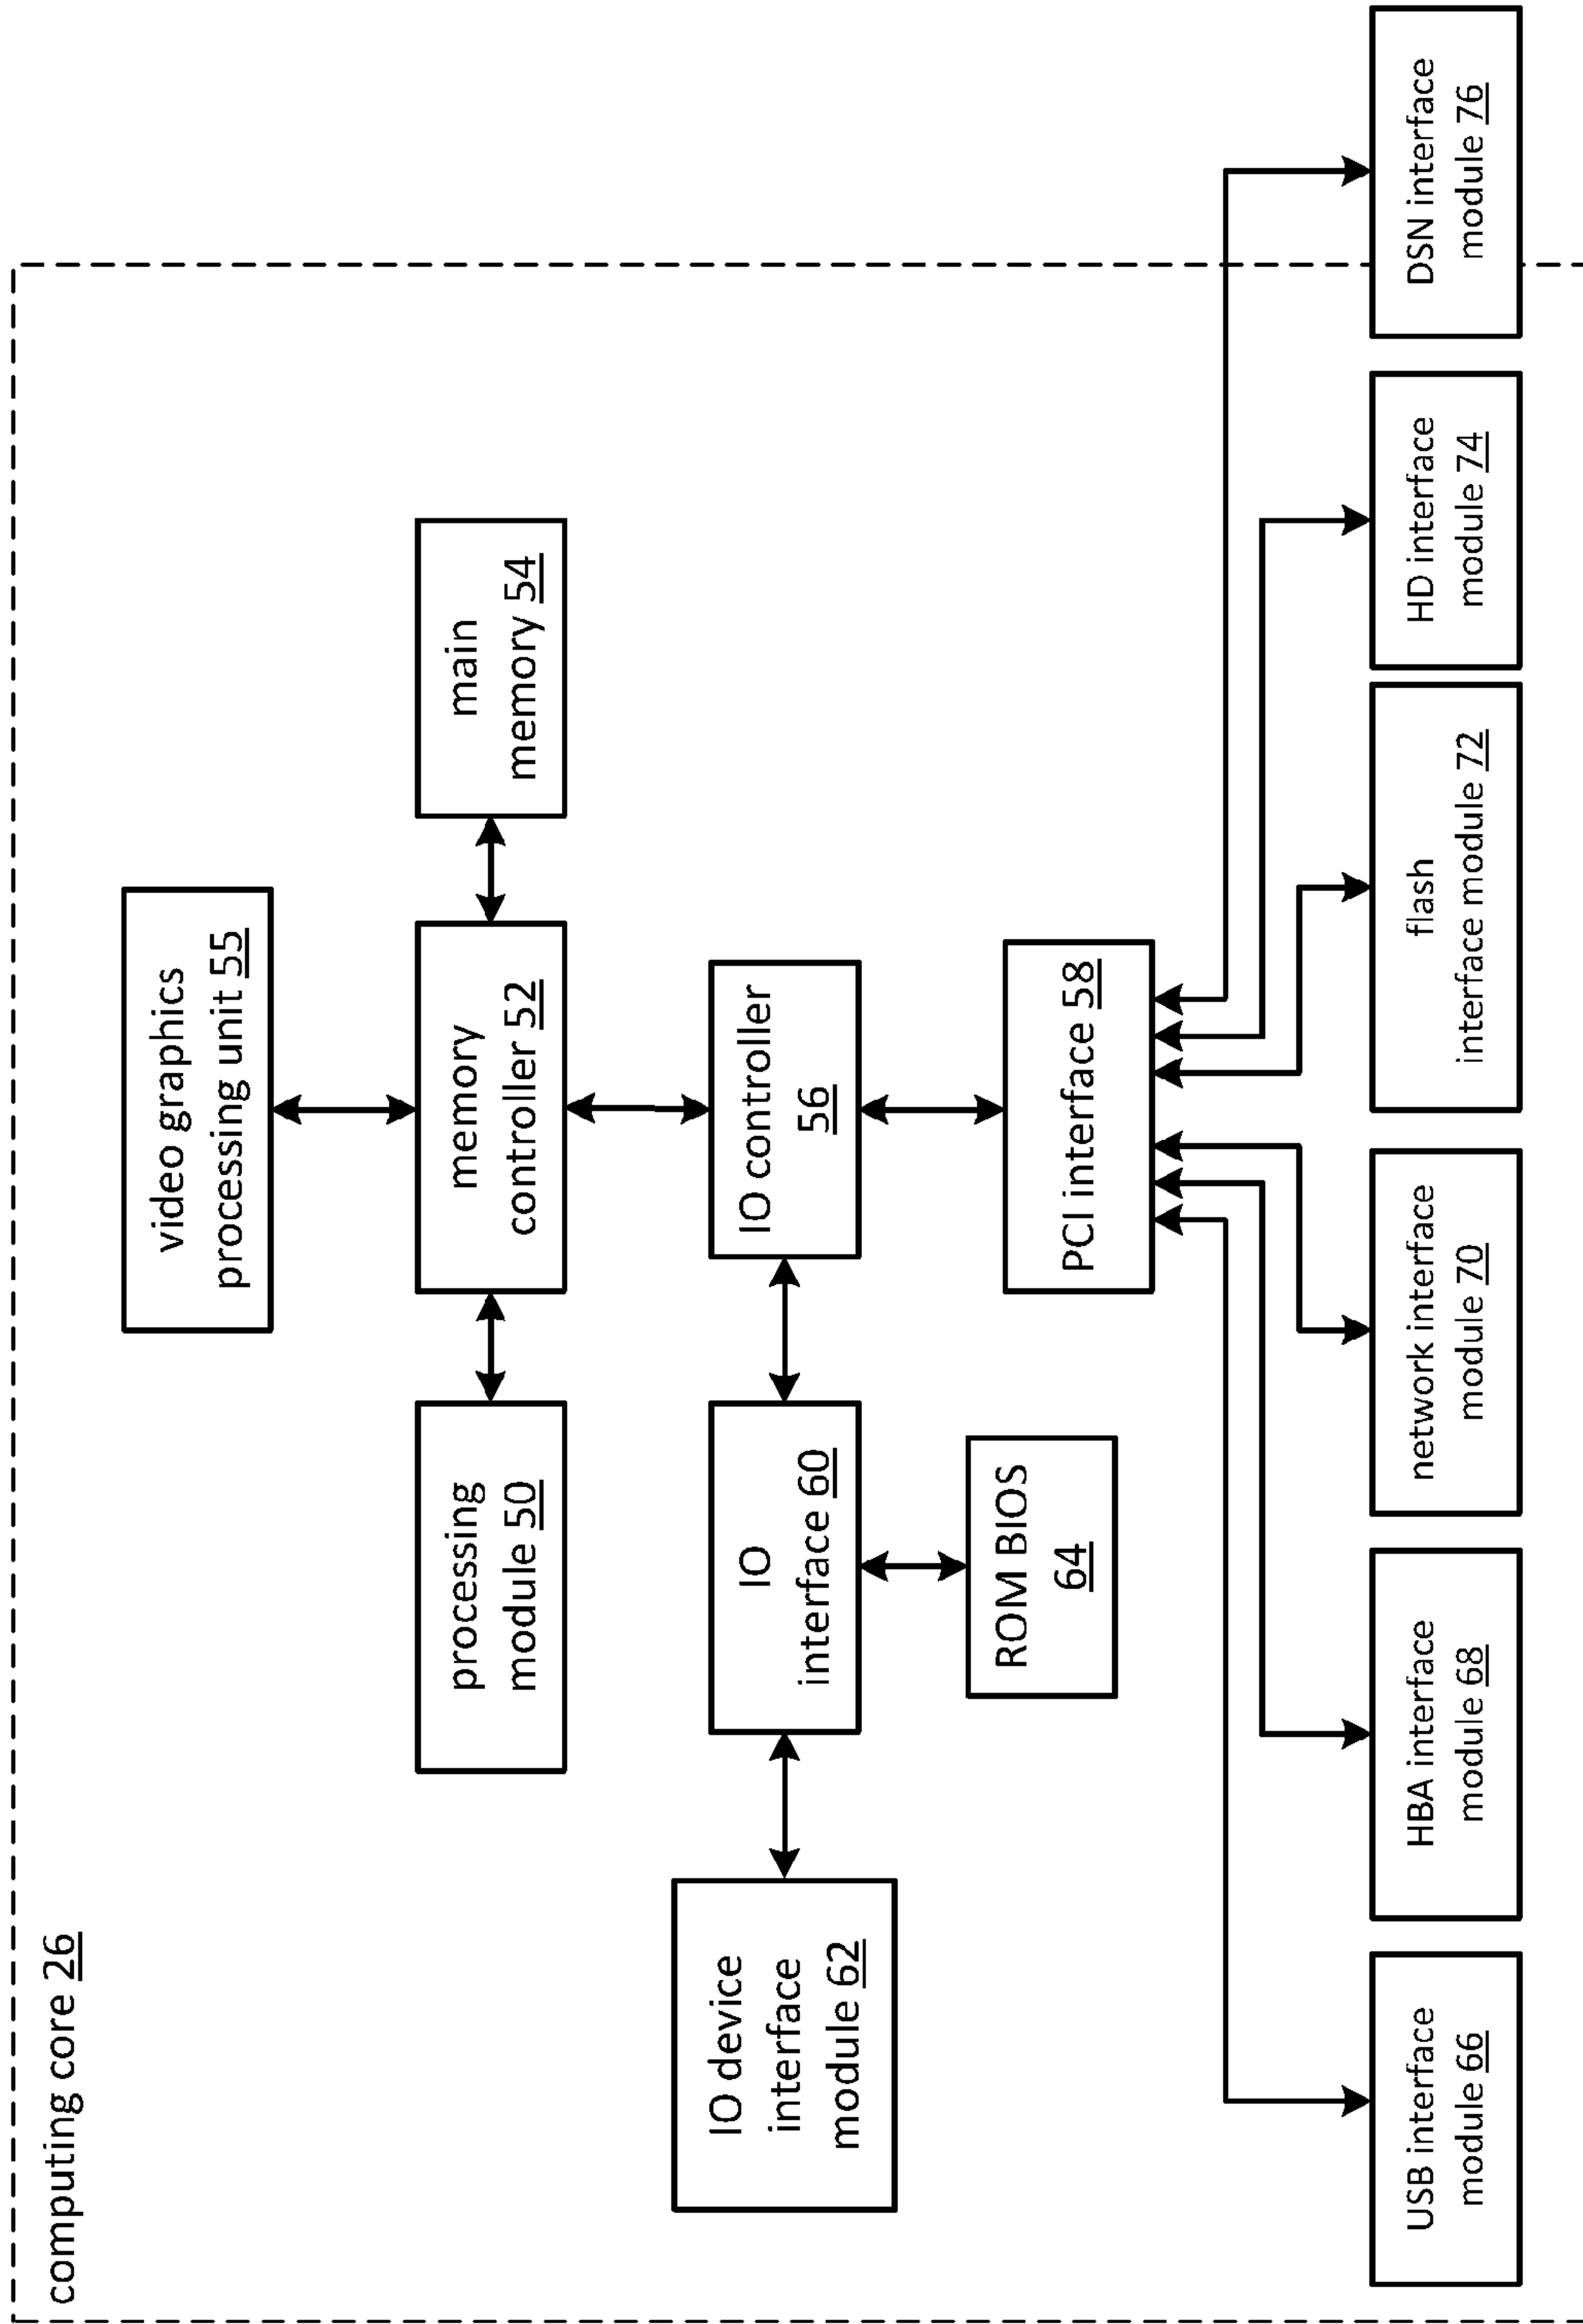 computing core 26
video graphics
processing unit 55
processing
module 50
memory
controller 52
main
memory 54
IO device
interface
module 62
IO
interface 60
IO controller
56
ROM BIOS
64
PCI interface 58
USB interface
module 66
HBA interface
module 68
network interface
module 70
flash
interface module 72
HD interface
module 74
DSN interface
module 76